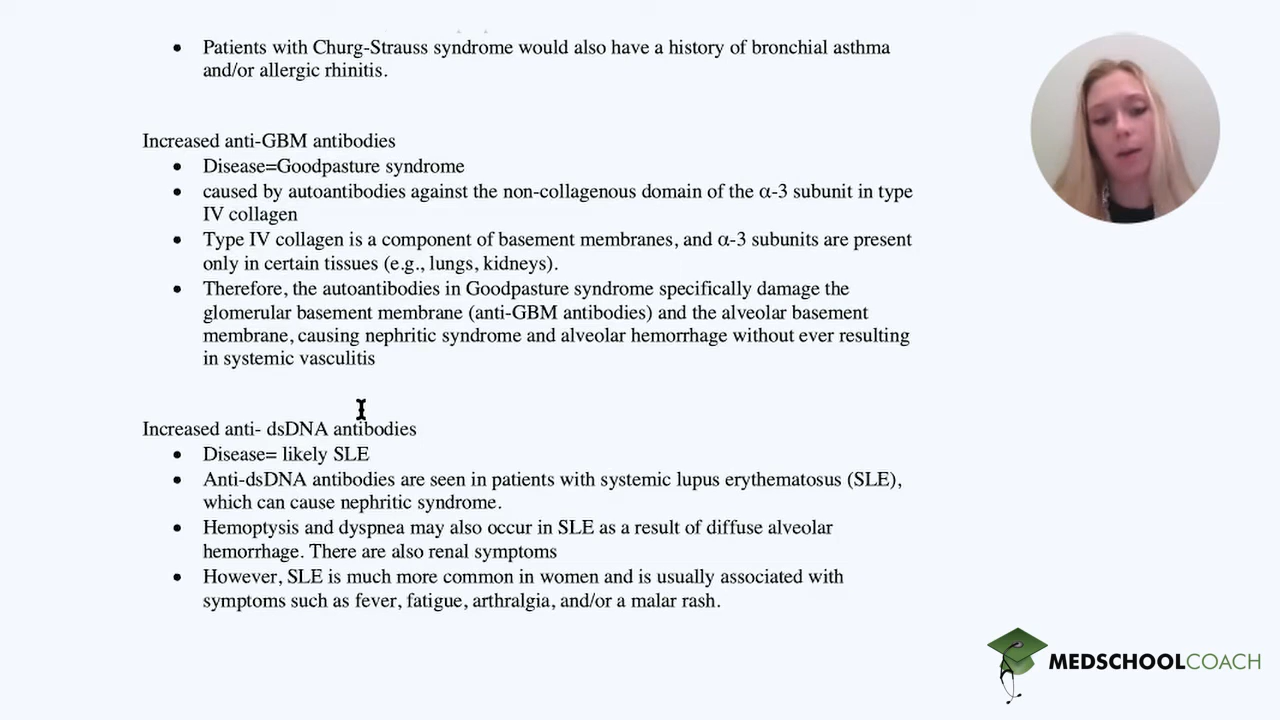 • Patients with Churg-Strauss syndrome would also have a history of bronchial asthma
and/or allergic rhinitis.
Increased anti-GBM antibodies
• Disease=Goodpasture syndrome
• caused by autoantibodies against the non-collagenous domain of the α-3 subunit in type
IV collagen
• Type IV collagen is a component of basement membranes, and α-3 subunits are present
only in certain tissues (e.g., lungs, kidneys).
• Therefore, the autoantibodies in Goodpasture syndrome specifically damage the
glomerular basement membrane (anti-GBM antibodies) and the alveolar basement
membrane, causing nephritic syndrome and alveolar hemorrhage without ever resulting
in systemic vasculitis
Increased anti- dsDNA antibodies
• Disease= likely SLE
• Anti-dsDNA antibodies are seen in patients with systemic lupus erythematosus (SLE),
which can cause nephritic syndrome.
• Hemoptysis and dyspnea may also occur in SLE as a result of diffuse alveolar
hemorrhage. There are also renal symptoms
• However, SLE is much more common in women and is usually associated with
symptoms such as fever, fatigue, arthralgia, and/or a malar rash.
MEDSCHOOLCOACH